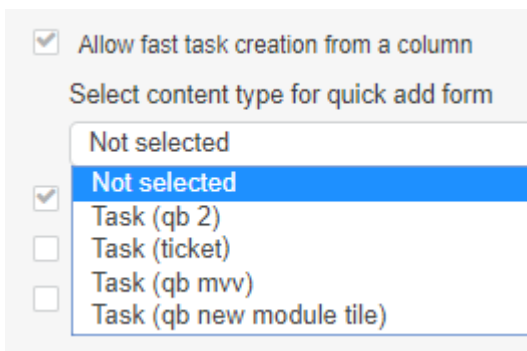 Allow fast task creation from a column
Select content type for quick add form
Not selected
Not selected
Task (qb 2)
Task (ticket)
Task (qb mvv)
Task (qb new module tile)